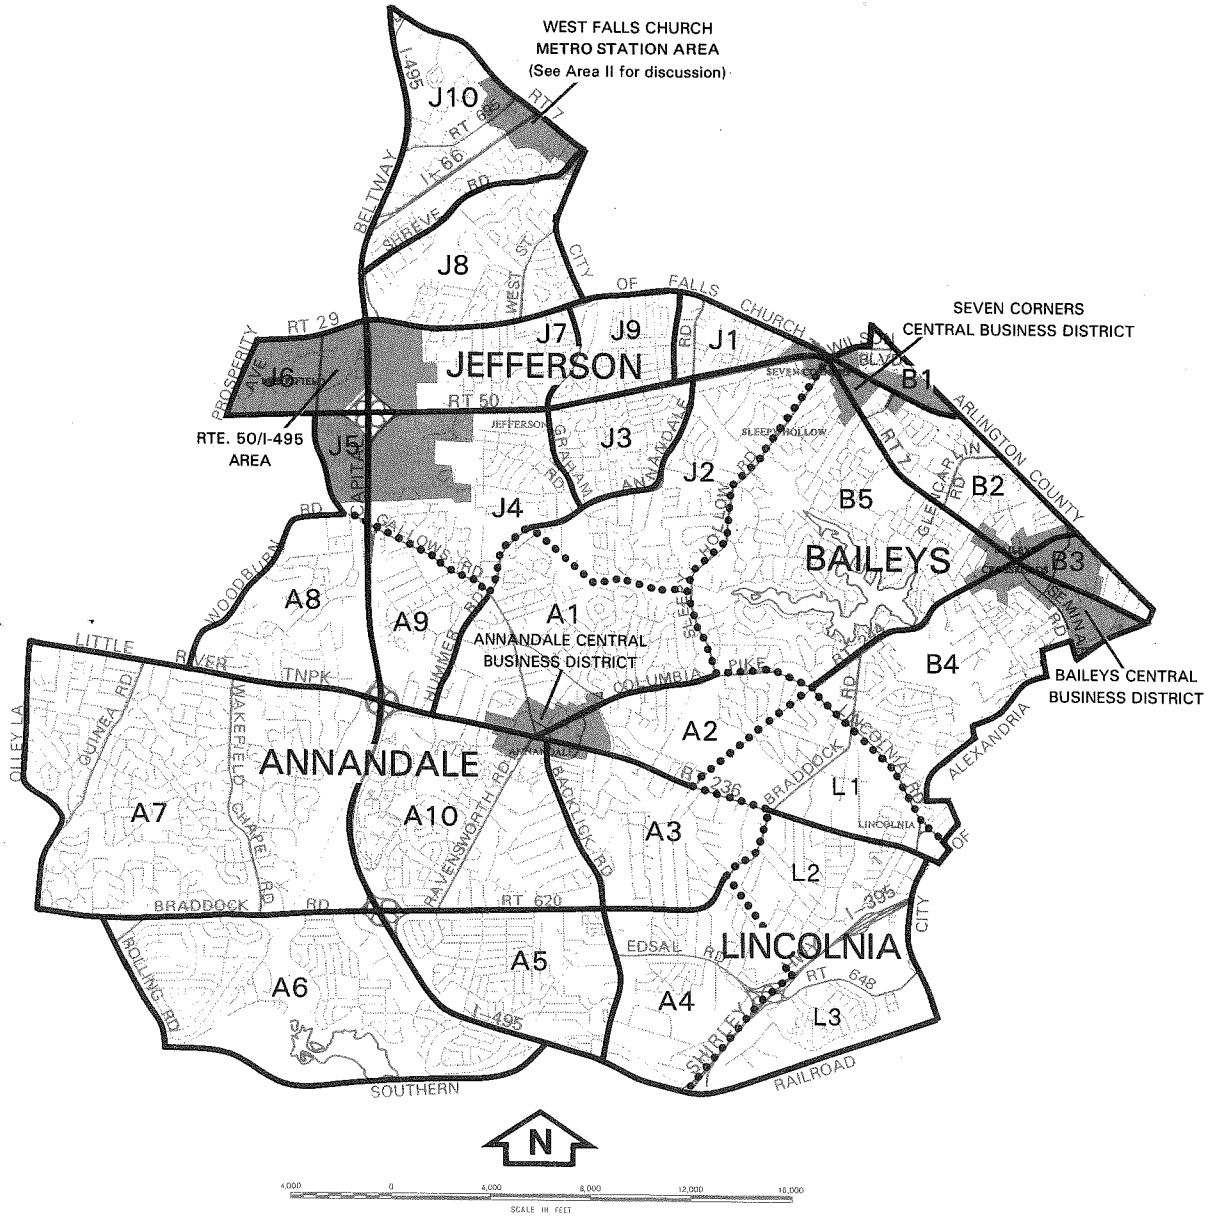 WEST FALLS CHURCH
METRO STATION AREA
(See Area II for discussion)
I-495
J10
RT 7
RT 695
I-66
BELTWAY
SHREVE RD
J8
WEST ST.
CITY OF FALLS CHURCH
SEVEN CORNERS
CENTRAL BUSINESS DISTRICT
RT 29
PROSPERITY AVE
J7
J9
RD
J1
WILSON
BLVD
J6
JEFFERSON
B1
RT 50
ARLINGTON COUNTY
RTE. 50/I-495
AREA
J5
CAPITAL
JEFFERSON
GRAHAM RD
J3
ANNANDALE
SLEEPY HOLLOW
J2
RT 7
GLENCARLIN RD
B2
B5
SLEEPY HOLLOW RD
J4
RD
WOODBURN
GALLOWS RD
BAILEYS
B3
A8
A9
A1
HUMMER RD
ANNANDALE CENTRAL
BUSINESS DISTRICT
SEMINARY RD
LITTLE RIVER TNPK
COLUMBIA PIKE
RT 244
B4
BAILEYS CENTRAL
BUSINESS DISTRICT
GUINEA RD
WAKEFIELD CHAPEL RD
OLLEY LA
ANNANDALE
A2
RT 236
BRADDOCK RD
LINCOLNIA RD
L1
LINCOLNIA
CITY OF ALEXANDRIA
A7
A10
RAVENSWORTH RD
BACKLICK RD
A3
L2
BRADDOCK RD
RT 620
I-395
ROLLING RD
EDSAL RD
LINCOLNIA
A6
A5
A4
RT 648
L3
I-495
SHIRLEY
SOUTHERN
RAILROAD
N
4,000 0 4,000 8,000 12,000 16,000
SCALE IN FEET